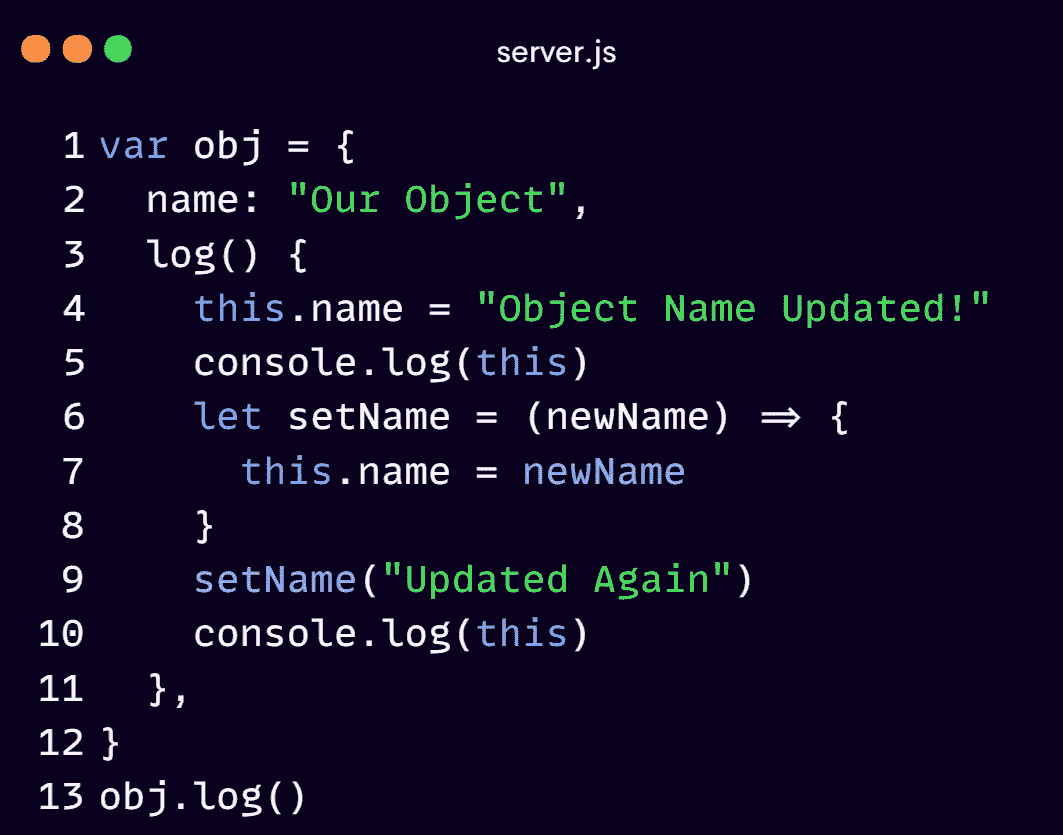 server.js
1 var obj = {
2   name: "Our Object",
3   log() {
4     this.name = "Object Name Updated!"
5     console.log(this)
6     let setName = (newName) => {
7       this.name = newName
8     }
9     setName("Updated Again")
10     console.log(this)
11   },
12 }
13 obj.log()